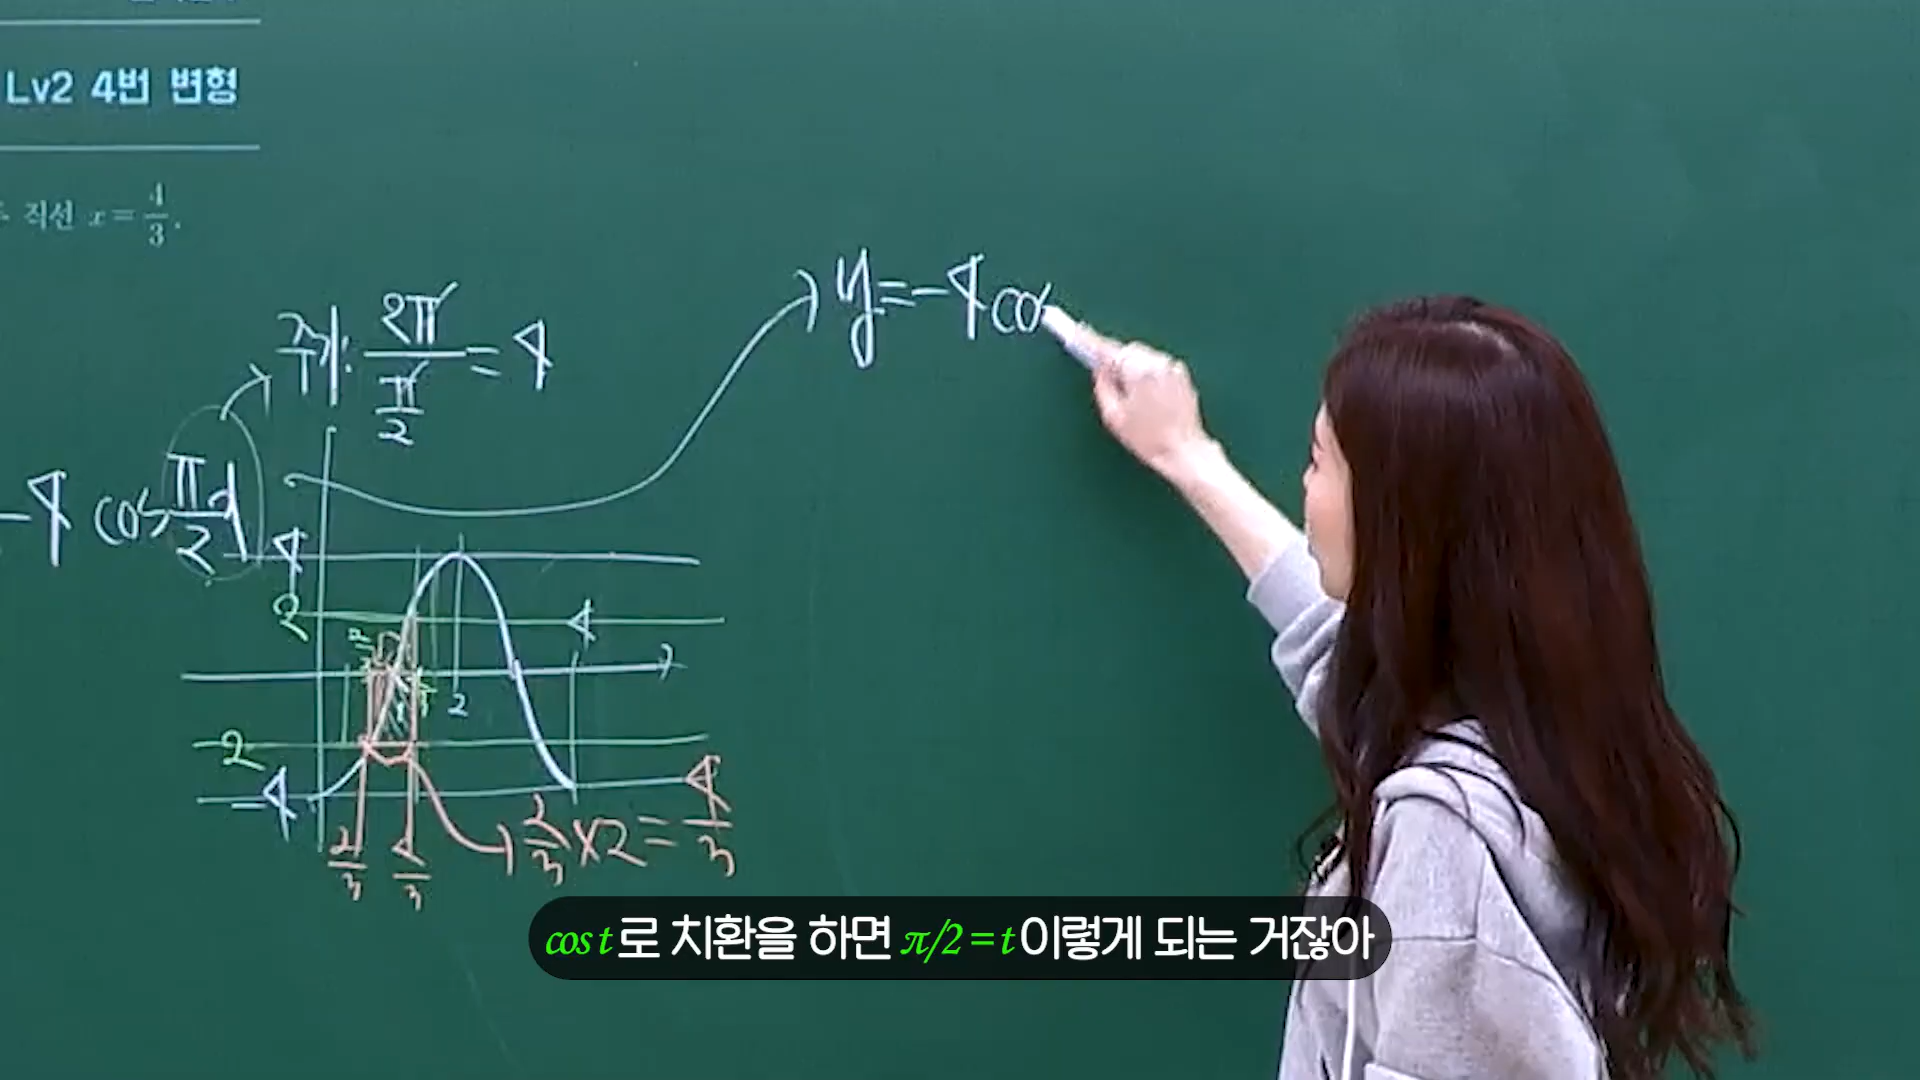 Lv2 4번 변형
직선 x = 4/3.
주기: 2π / (π/2) = 4
y = -4 cos
-4 cos π/2 d
4
2
4
2
-2
-4
2/3
4/3
2/3 × 2 = 4/3
cos t로 치환을 하면 π/2 = t 이렇게 되는 거잖아